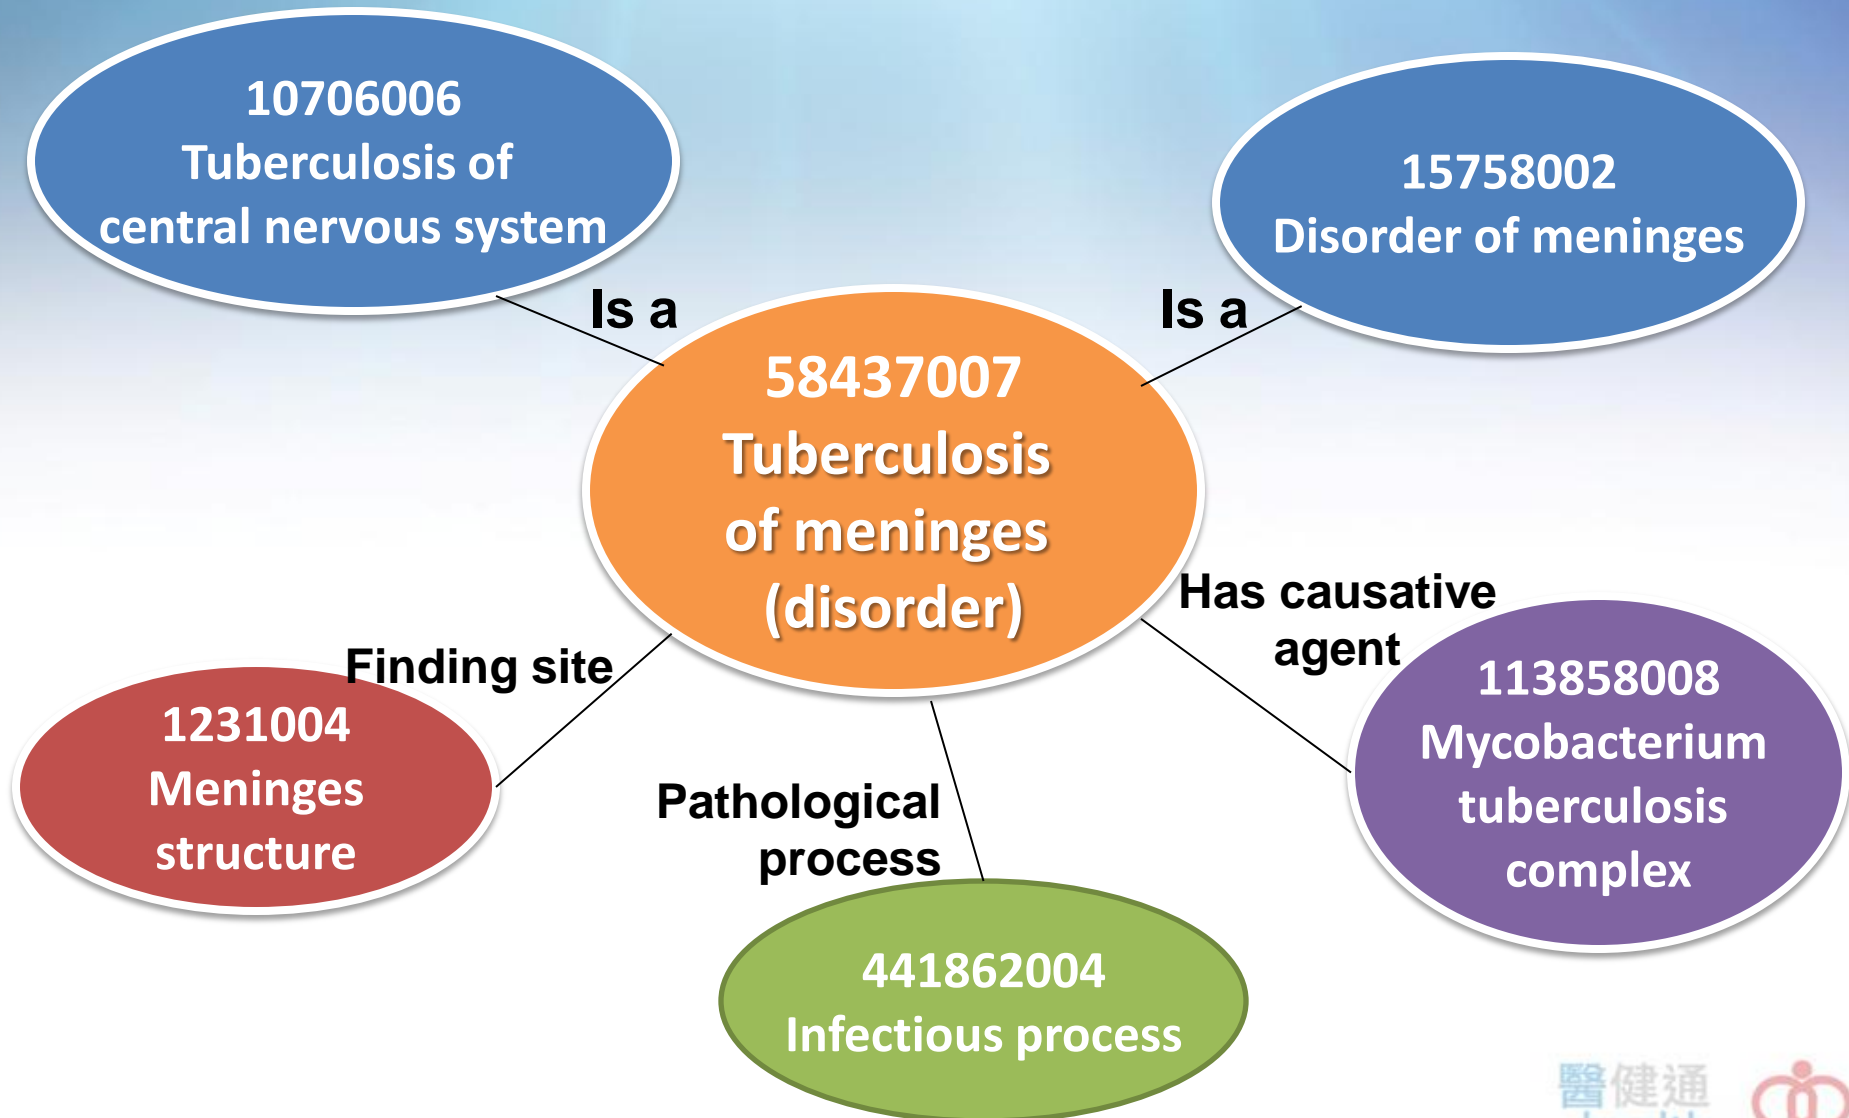 10706006
Tuberculosis of
central nervous system
15758002
Disorder of meninges
Is a
Is a
58437007
Tuberculosis
of meninges
(disorder)
Has causative
agent
Finding site
1231004
Meninges
structure
113858008
Mycobacterium
tuberculosis
complex
Pathological
process
441862004
Infectious process
醫健通